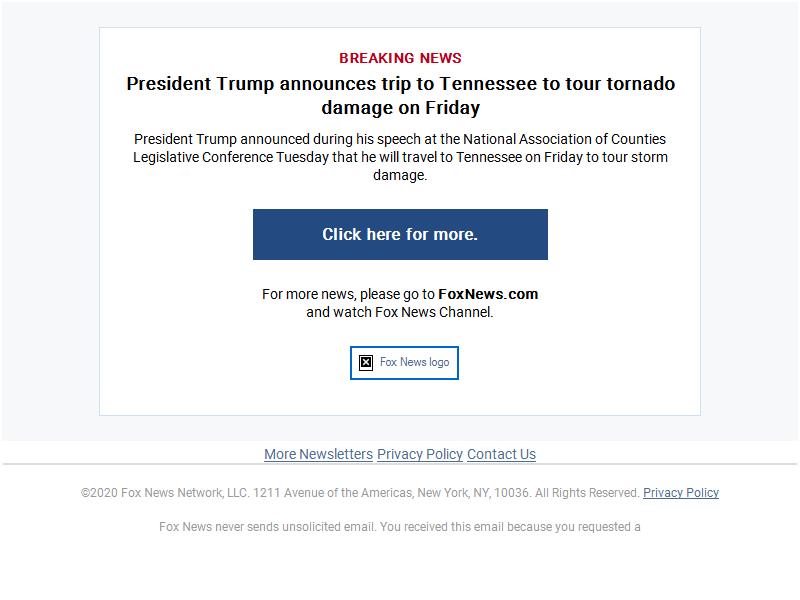 BREAKING NEWS
President Trump announces trip to Tennessee to tour tornado
damage on Friday
President Trump announced during his speech at the National Association of Counties
Legislative Conference Tuesday that he will travel to Tennessee on Friday to tour storm
damage.
Click here for more.
For more news, please go to FoxNews.com
and watch Fox News Channel.
Fox News logo
More Newsletters Privacy Policy Contact Us
©2020 Fox News Network, LLC. 1211 Avenue of the Americas, New York, NY, 10036. All Rights Reserved. Privacy Policy
Fox News never sends unsolicited email. You received this email because you requested a